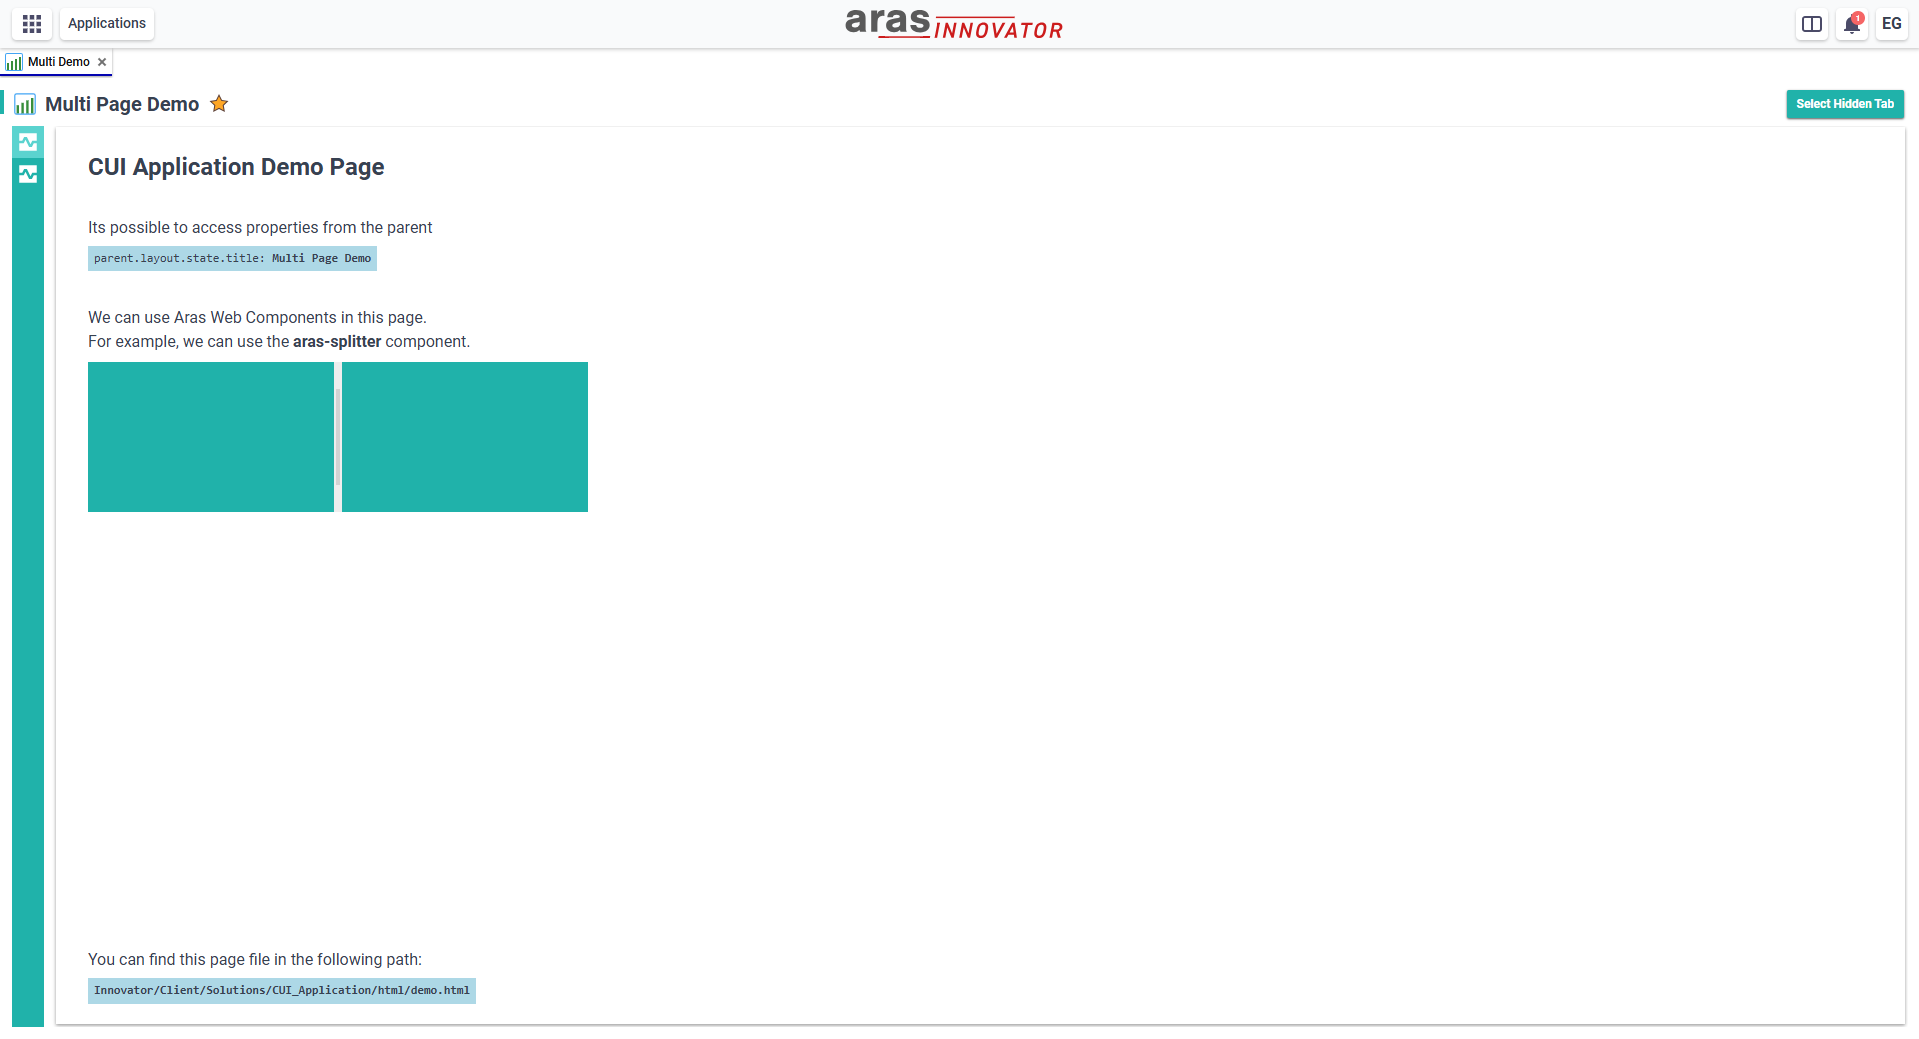 Applications
aras INNOVATOR
1
EG
Multi Demo
Multi Page Demo
Select Hidden Tab
CUI Application Demo Page
Its possible to access properties from the parent
parent.layout.state.title: Multi Page Demo
We can use Aras Web Components in this page.
For example, we can use the aras-splitter component.
You can find this page file in the following path:
Innovator/Client/Solutions/CUI_Application/html/demo.html